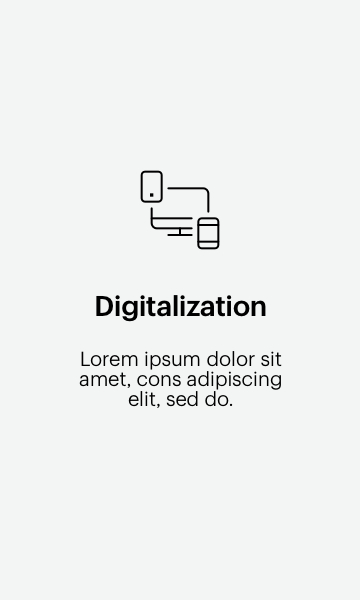 Digitalization
Lorem ipsum dolor sit
amet, cons adipiscing
elit, sed do.